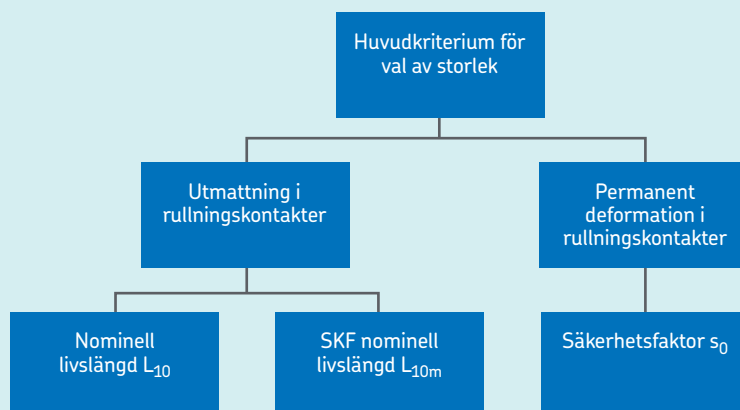 Huvudkriterium för
val av storlek
Utmattning i
rullningskontakter
Permanent
deformation i
rullningskontakter
Nominell
livslängd L10
SKF nominell
livslängd L10m
Säkerhetsfaktor s0